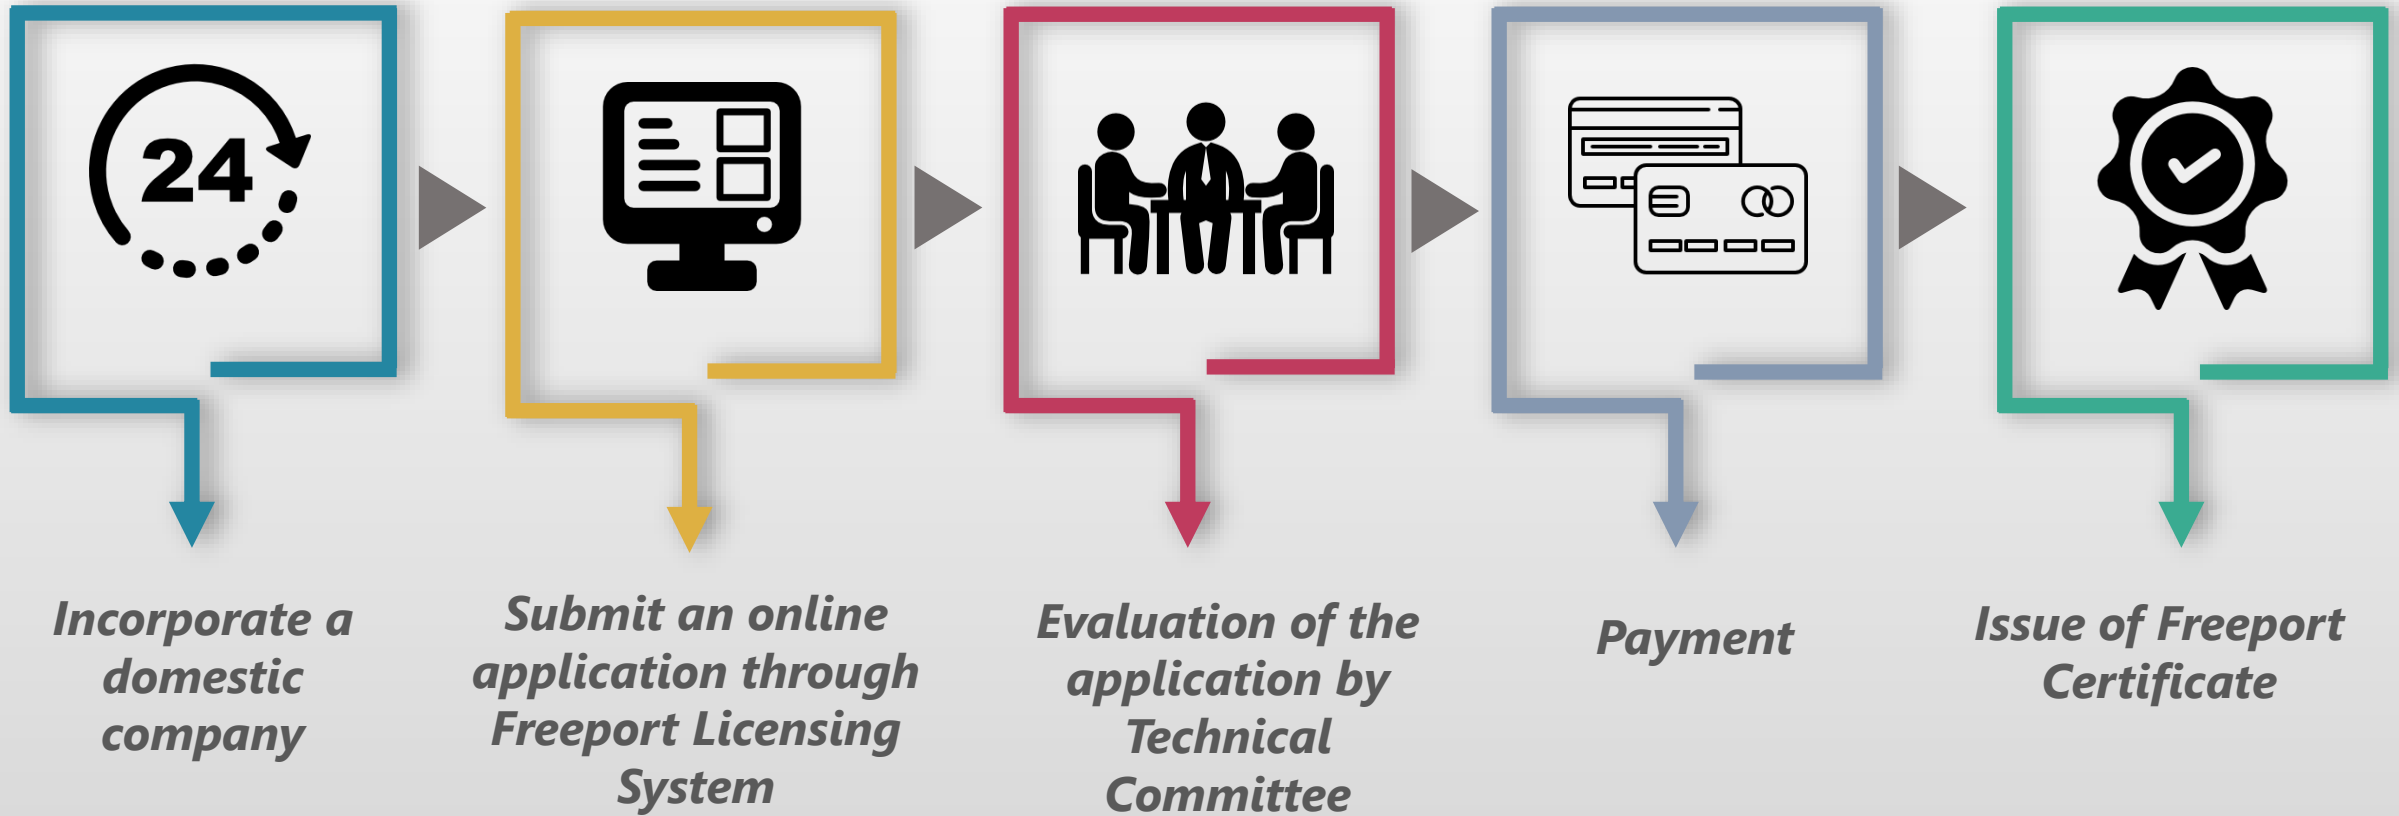 24
Incorporate a
domestic
company
Submit an online
application through
Freeport Licensing
System
Evaluation of the
application by
Technical
Committee
Payment
Issue of Freeport
Certificate